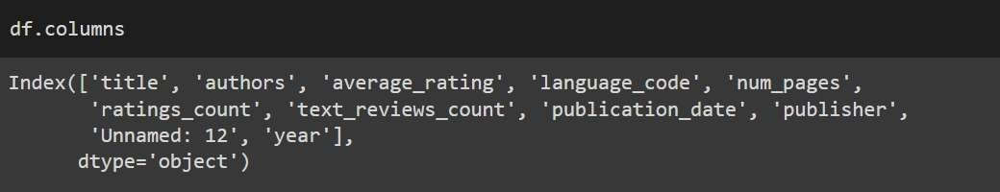 df.columns
Index(['title', 'authors', 'average_rating', 'language_code', 'num_pages',
'ratings_count', 'text_reviews_count', 'publication_date', 'publisher',
'Unnamed: 12', 'year'],
dtype='object')